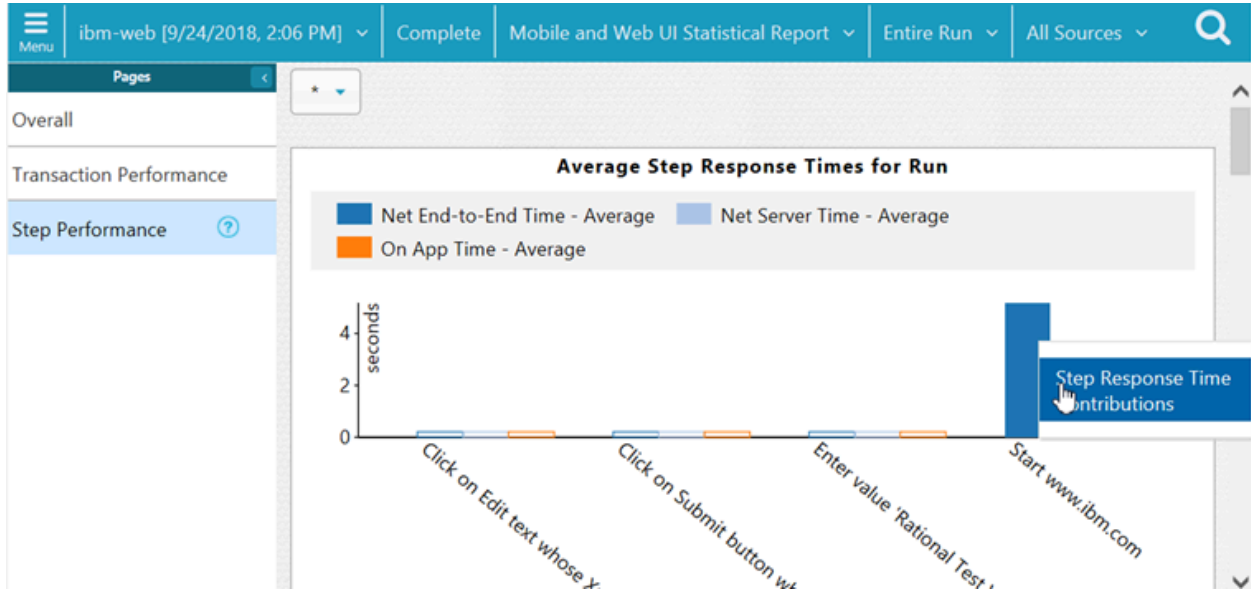 Menu
ibm-web [9/24/2018, 2:06 PM]
Complete
Mobile and Web UI Statistical Report
Entire Run
All Sources
Pages
Overall
Transaction Performance
Step Performance ?
*
Average Step Response Times for Run
Net End-to-End Time - Average
Net Server Time - Average
On App Time - Average
seconds
4
2
0
Step Response Time
ontributions
Click on Edit text whose
Click on Submit button
Enter value 'Rational Test
Start www.ibm.com